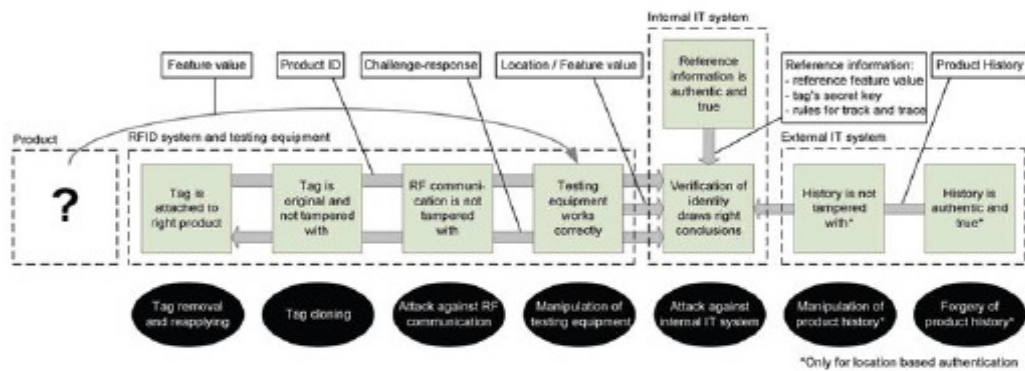 Internal IT system
Feature value
Product ID
Challenge-response
Location / Feature value
Reference
information is
authentic and
true
Reference information:
- reference feature value
- tag's secret key
- rules for track and trace
Product History
Product
RFID system and testing equipment
External IT system
?
Tag is
attached to
right product
Tag is
original and
not tampered
with
RF communi-
cation is not
tampered
with
Testing
equipment
works
correctly
Verification of
identity
draws right
conclusions
History is not
tampered
with*
History is
authentic and
true*
Tag removal
and reapplying
Tag cloning
Attack against RF
communication
Manipulation of
testing equipment
Attack against
internal IT system
Manipulation of
product history*
Forgery of
product history*
*Only for location based authentication